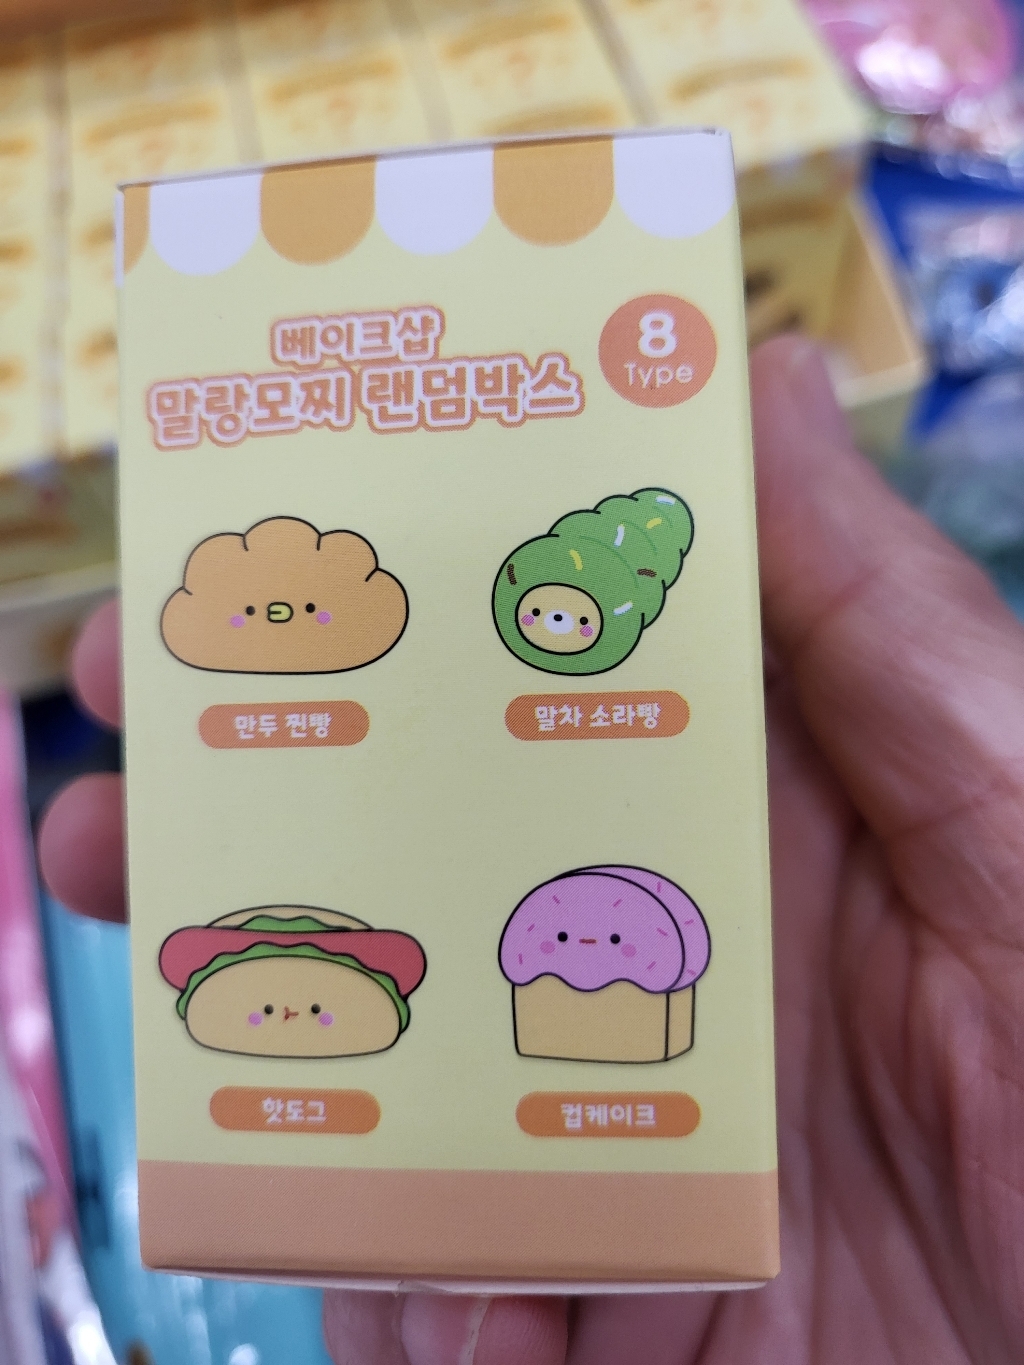 베이크샵
말랑모찌 랜덤박스
8
Type
만두 찐빵
말차 소라빵
핫도그
컵케이크